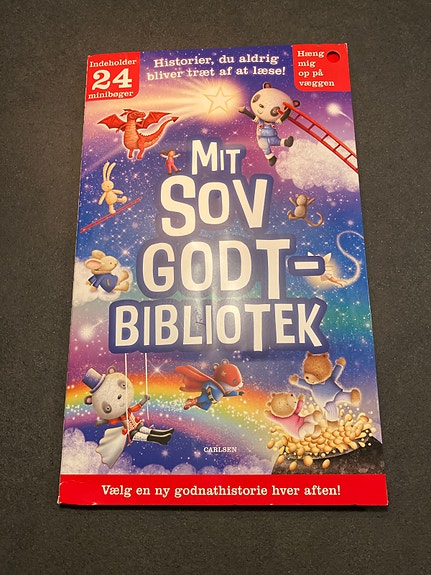 Indeholder
24
minibøger
Historier, du aldrig
bliver træt af at læse!
Hæng
mig
op på
væggen
MIT
SOV
GODT-
BIBLIOTEK
CARLSEN
Vælg en ny godnathistorie hver aften!